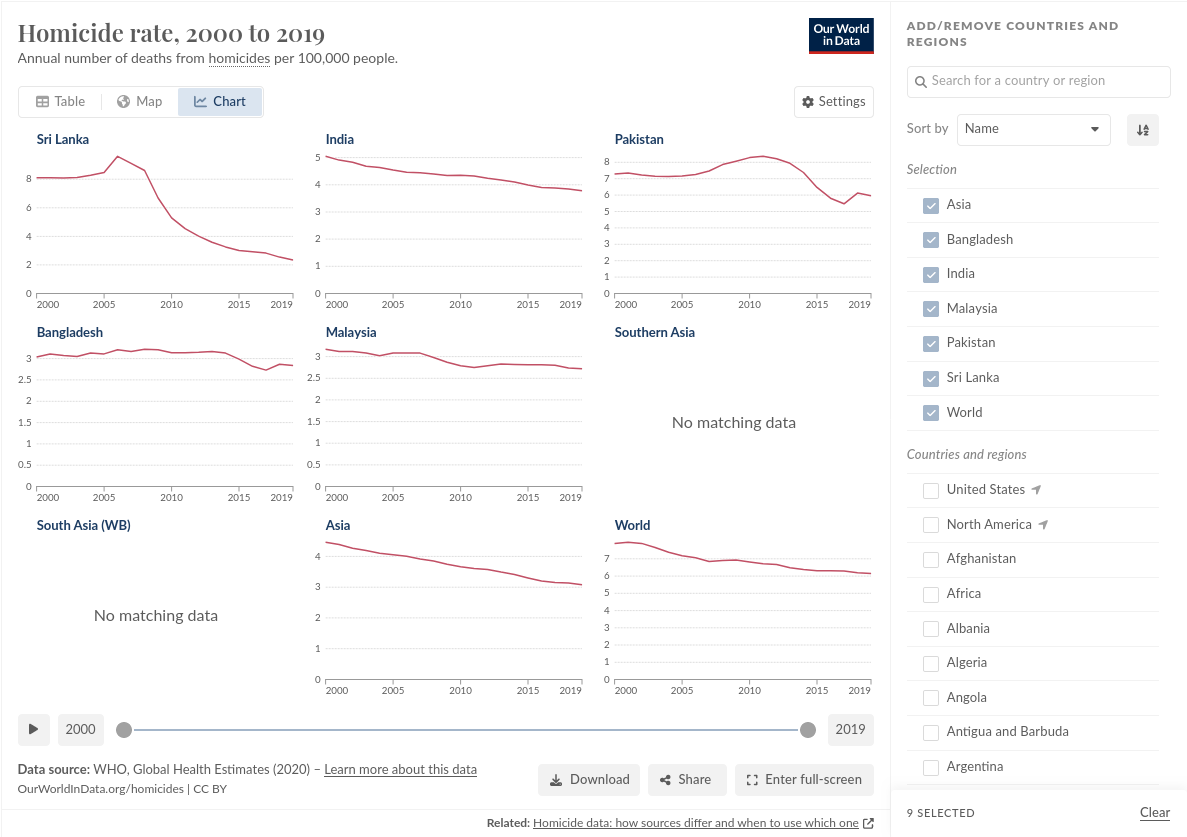 Homicide rate, 2000 to 2019
Annual number of deaths from homicides per 100,000 people.
Our World
in Data
Table
Map
Chart
Settings
Sri Lanka
8
6
4
2
0
2000 2005 2010 2015 2019
India
5
4
3
2
1
0
2000 2005 2010 2015 2019
Pakistan
8
7
6
5
4
3
2
1
0
2000 2005 2010 2015 2019
Bangladesh
3
2.5
2
1.5
1
0.5
0
2000 2005 2010 2015 2019
Malaysia
3
2.5
2
1.5
1
0.5
0
2000 2005 2010 2015 2019
Southern Asia
No matching data
South Asia (WB)
No matching data
Asia
4
3
2
1
0
2000 2005 2010 2015 2019
World
7
6
5
4
3
2
1
0
2000 2005 2010 2015 2019
2000
2019
Data source: WHO, Global Health Estimates (2020) – Learn more about this data
OurWorldInData.org/homicides | CC BY
Download
Share
Enter full-screen
Related: Homicide data: how sources differ and when to use which one
ADD/REMOVE COUNTRIES AND
REGIONS
Search for a country or region
Sort by Name
Selection
Asia
Bangladesh
India
Malaysia
Pakistan
Sri Lanka
World
Countries and regions
United States
North America
Afghanistan
Africa
Albania
Algeria
Angola
Antigua and Barbuda
Argentina
9 SELECTED
Clear